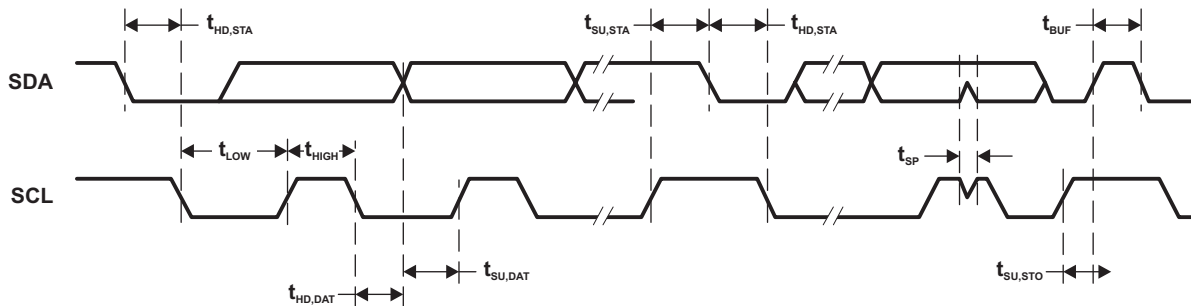 tHD,STA tSU,STA tHD,STA tBUF
SDA
tLOW tHIGH tSP
SCL
tHD,DAT tSU,DAT tSU,STO